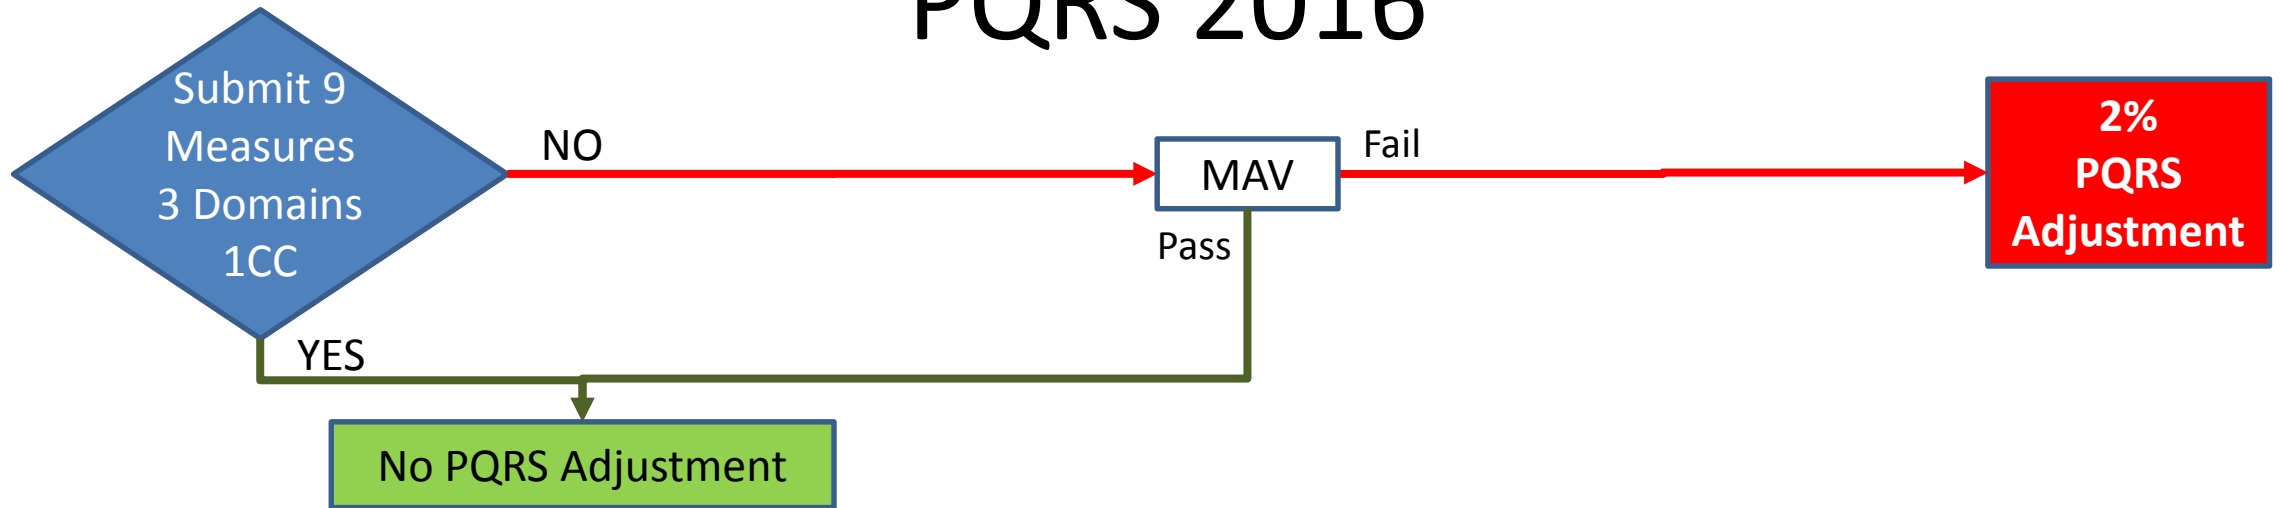 PQRS 2016
Submit 9
Measures
3 Domains
1CC
NO
MAV
Fail
2%
PQRS
Adjustment
Pass
YES
No PQRS Adjustment